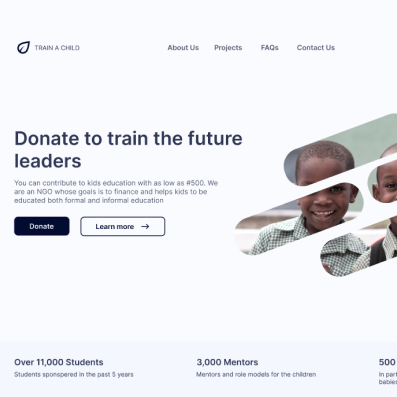 TRAIN A CHILD
About Us
Projects
FAQs
Contact Us
Donate to train the future
leaders
You can contribute to kids education with as low as #500. We
are an NGO whose goals is to finance and helps kids to be
educated both formal and informal education
Donate
Learn more
Over 11,000 Students
Students sponspered in the past 5 years
3,000 Mentors
Mentors and role models for the children
500
In par
babies